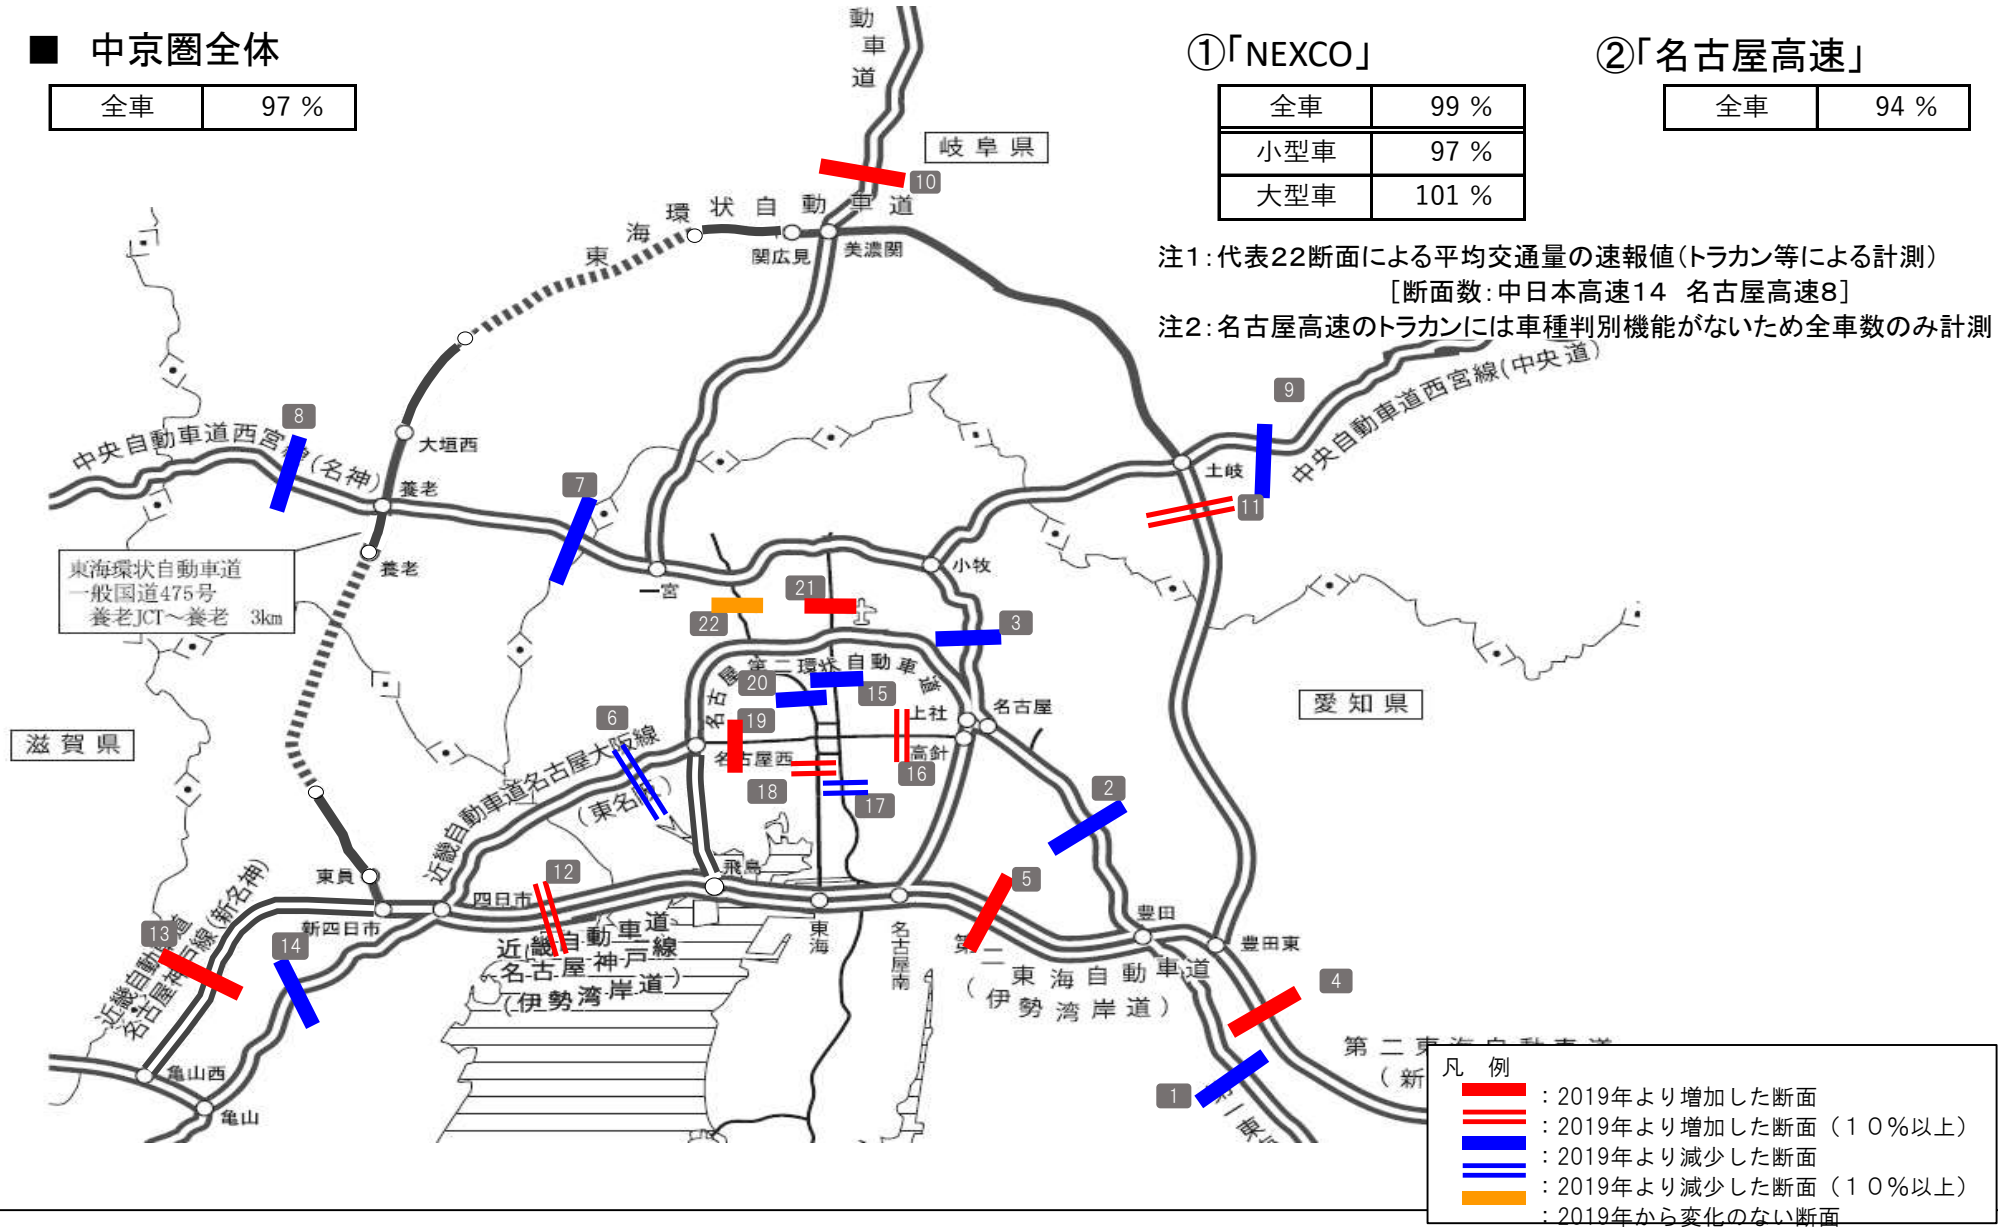 ■ 中京圏全体
全車 97 %
①「NEXCO」
全車 99 %
小型車 97 %
大型車 101 %
②「名古屋高速」
全車 94 %
注1：代表22断面による平均交通量の速報値（トラカン等による計測）
［断面数：中日本高速14 名古屋高速8］
注2：名古屋高速のトラカンには車種判別機能がないため全車数のみ計測
動車道
岐阜県
10
東海環状自動車道
関広見
美濃関
9
中央自動車道西宮線(中央道)
8
中央自動車道西宮線(名神)
大垣西
養老
7
土岐
11
養老
東海環状自動車道
一般国道475号
養老JCT～養老 3km
一宮
小牧
21
22
3
名古屋第二環状自動車道
20
15
19
上社
名古屋
愛知県
滋賀県
6
近畿自動車道名古屋大阪線
(東名阪)
名古屋西
高針
16
18
17
2
飛島
12
5
東員
四日市
新四日市
豊田
豊田東
東海
名古屋南
13
14
近畿自動車道
名古屋神戸線(新名神)
近畿自動車道
名古屋神戸線
(伊勢湾岸道)
第二東海自動車道
(伊勢湾岸道)
4
1
亀山西
亀山
第二東海自動車道
(新
第一東
凡 例
：2019年より増加した断面
：2019年より増加した断面（１０％以上）
：2019年より減少した断面
：2019年より減少した断面（１０％以上）
：2019年から変化のない断面